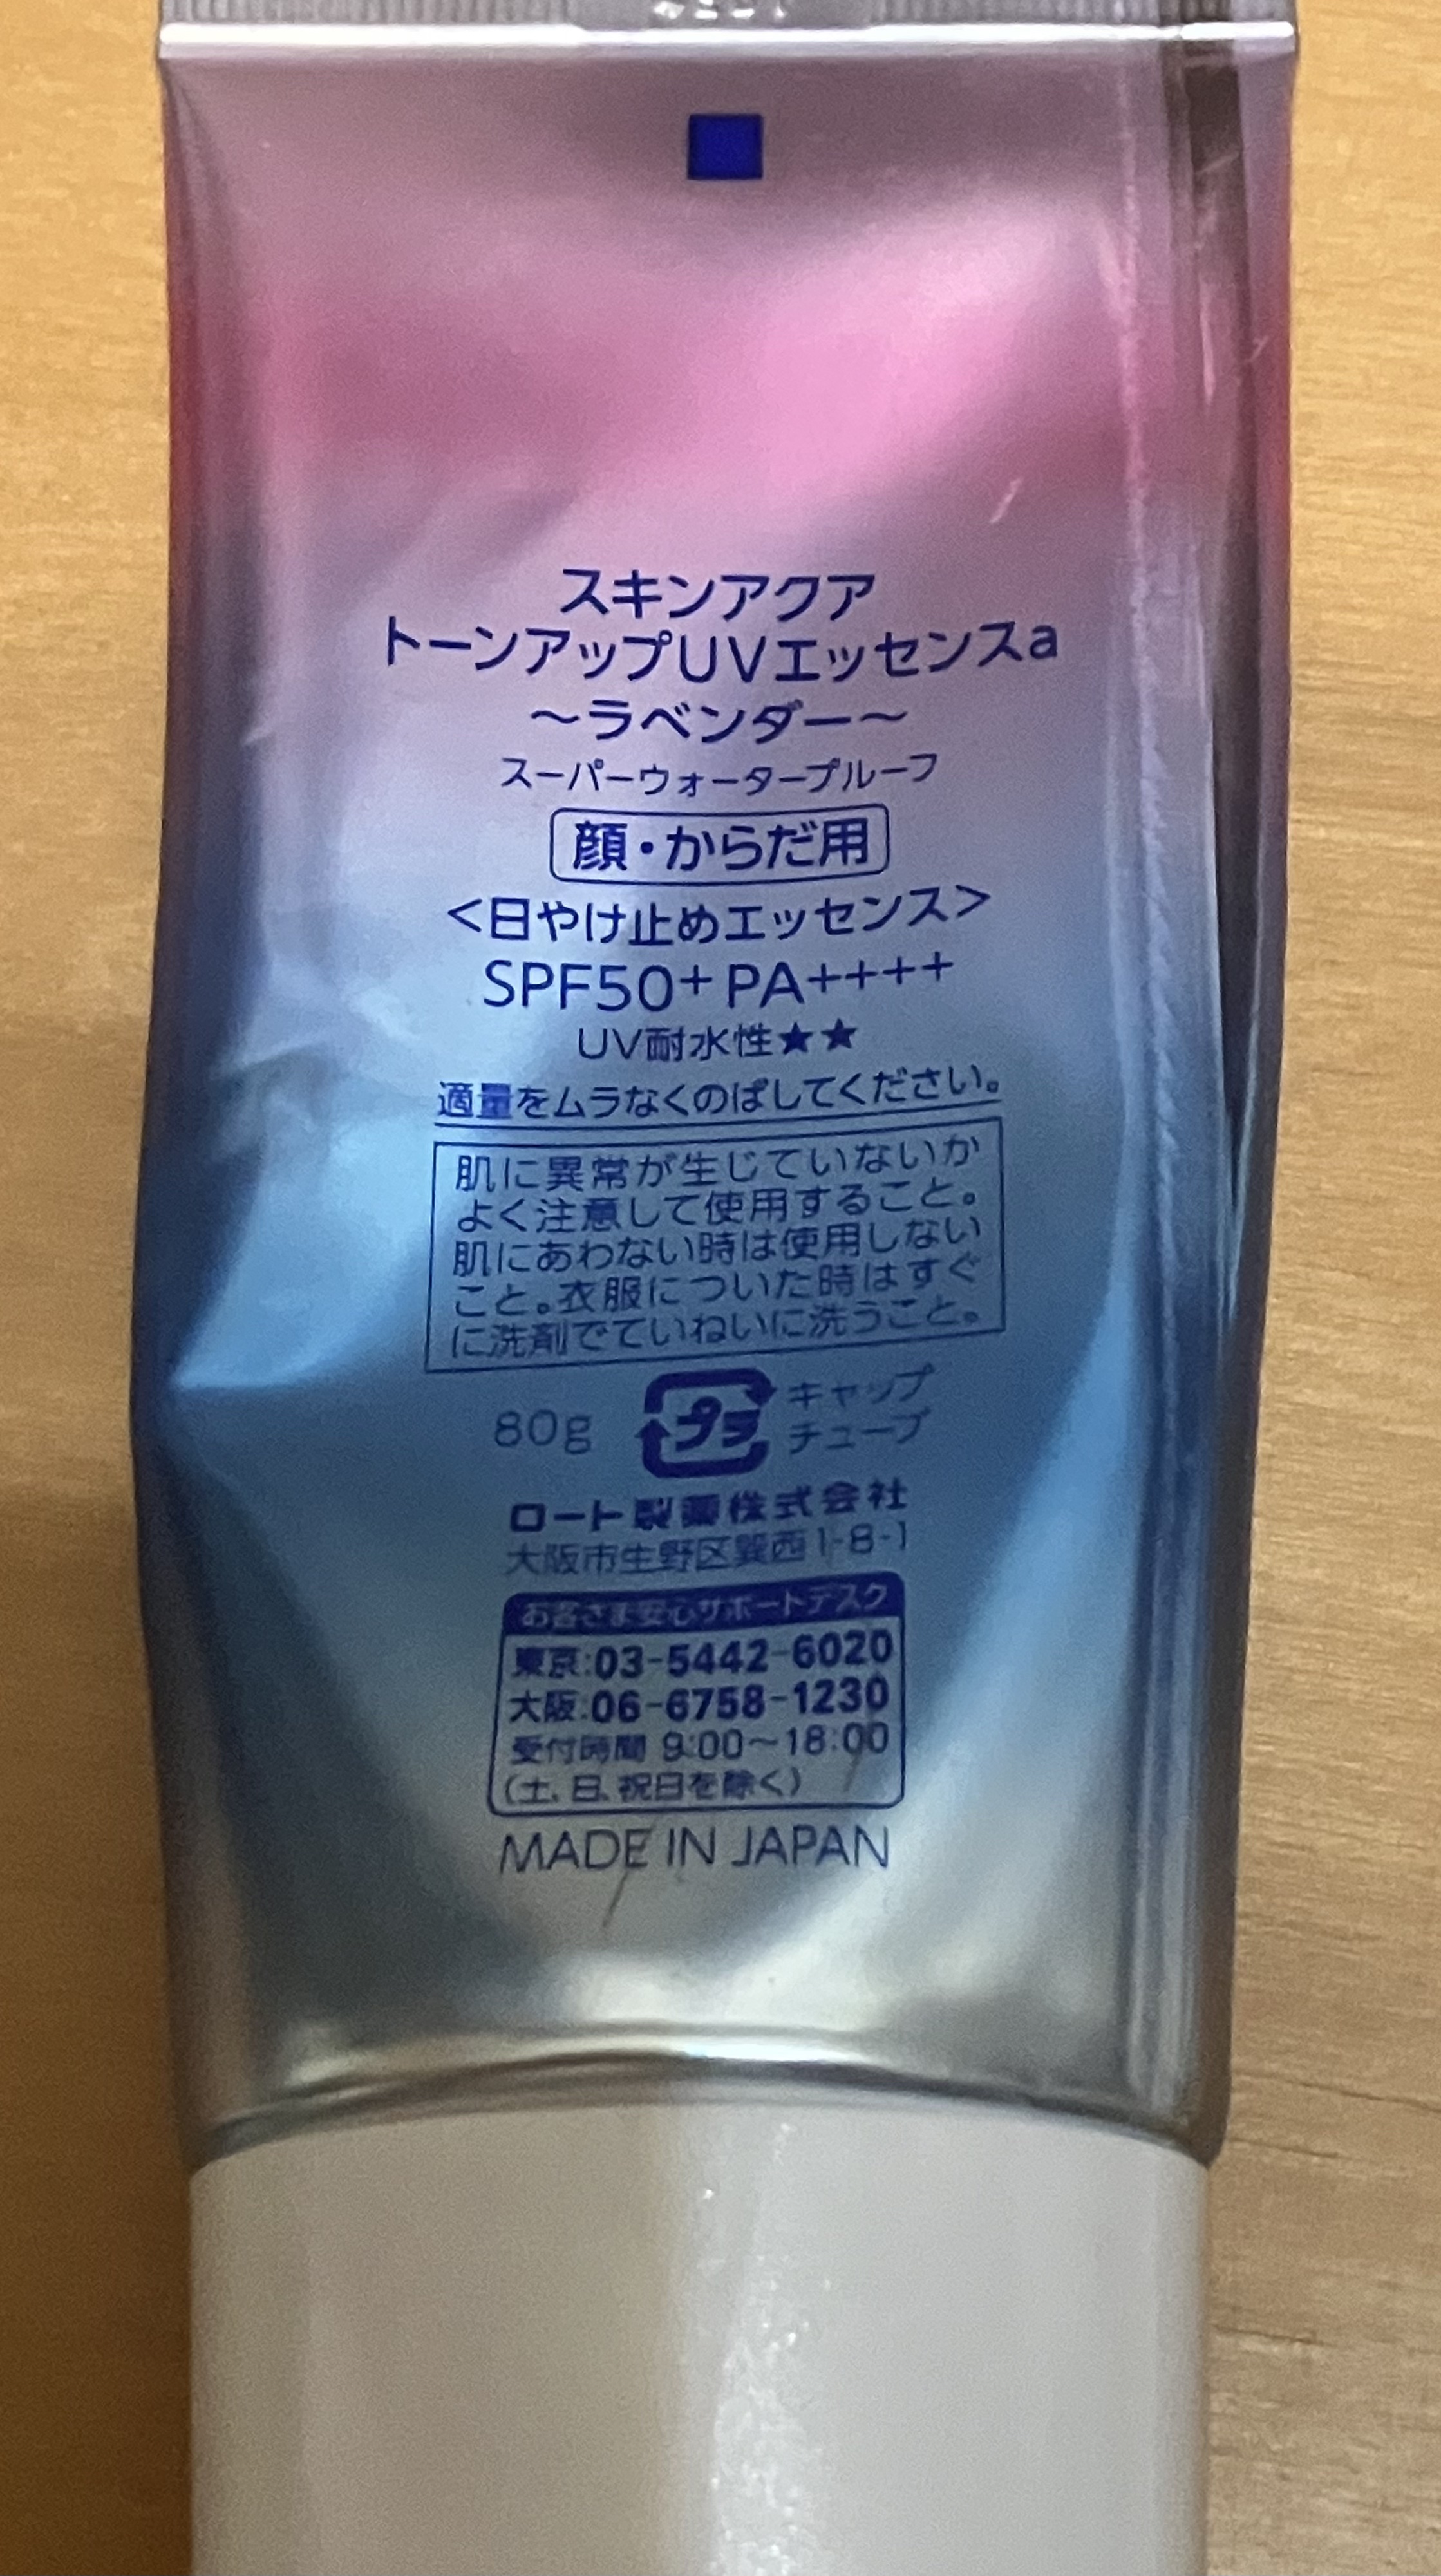 スキンアクア
トーンアップUVエッセンスa
～ラベンダー～
スーパーウォータープルーフ
顔・からだ用
<日やけ止めエッセンス>
SPF50+ PA++++
UV耐水性★★
適量をムラなくのばしてください。
肌に異常が生じていないか
よく注意して使用すること。
肌にあわない時は使用しない
こと。衣服についた時はすぐ
に洗剤でていねいに洗うこと。
80g プラ キャップ
チューブ
ロート製薬株式会社
大阪市生野区巽西1-8-1
お客さま安心サポートデスク
東京:03-5442-6020
大阪:06-6758-1230
受付時間 9:00～18:00
(土、日、祝日を除く)
MADE IN JAPAN